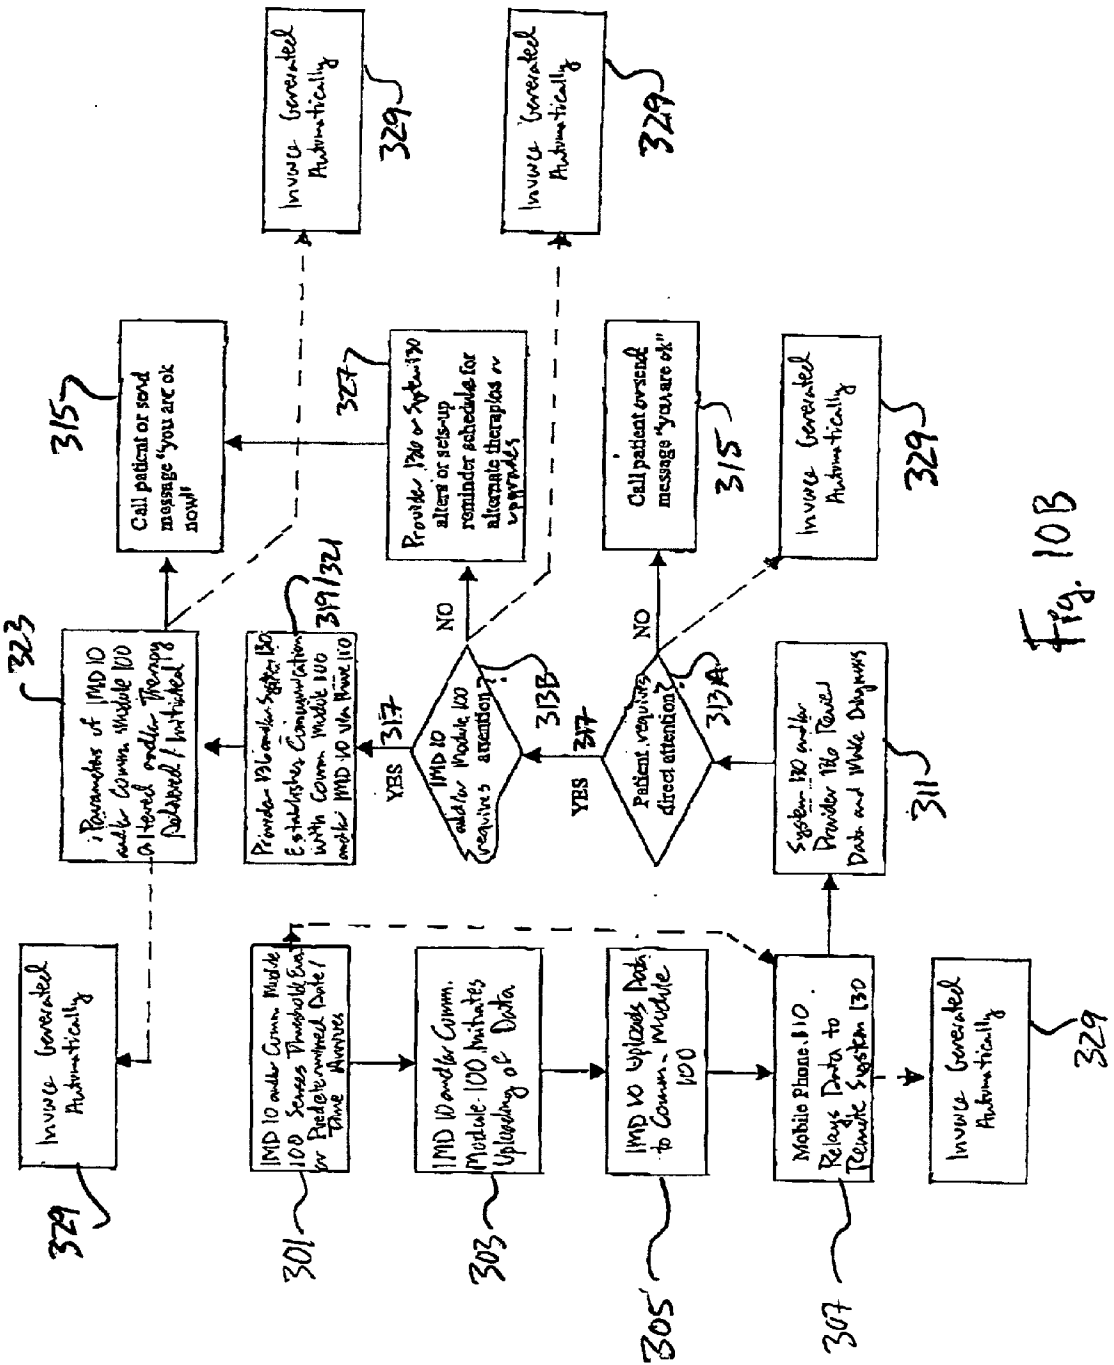 329
Invoice Generated
Automatically
323
Parameters of IMD 10
and/or Comm. Module 100
Altered and/or Therapy
Delivered / Initiated
315
Call patient or send
message "you are ok
now"
Invoice Generated
Automatically
329
301
IMD 10 and/or Comm. Module
100 Senses Threshold
or Predetermined Date /
Time Arrives
319/321
Provider 136 and/or System 130
Establishes Communication
with Comm Module 100
and/or IMD 10 via Phone 110
YES
317
303
IMD 10 and/or Comm.
Module 100 Initiates
Uploading of Data
IMD 10
and/or Module 100
requires attention?
313B
NO
327
Provider 136 or System 130
alters or sets-up
reminder schedule for
alternate therapies or
upgrades
Invoice Generated
Automatically
329
YES
317
305
IMD 10 Uploads Data
to Comm. Module
100
Patient requires
direct attention?
313A
NO
Call patient or send
message "you are ok"
315
307
Mobile Phone 110
Relays Data to
Remote System 130
System 130 and/or
Provider 136 Review
Data and Make Diagnosis
311
Invoice Generated
Automatically
329
Invoice Generated
Automatically
329
Fig. 10B